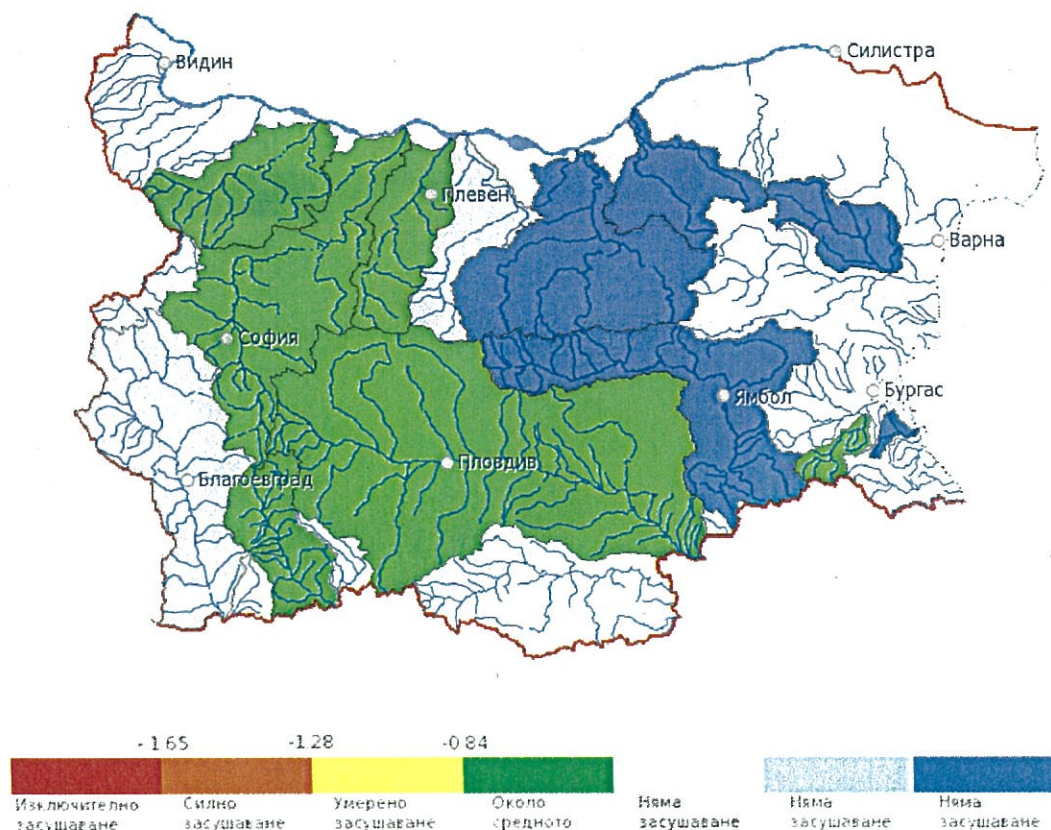 Видин
Силистра
Плевен
Варна
София
Ямбол
Бургас
Пловдив
Благоевград
-1.65 -1.28 -0.84
Изключително засушаване
Силно засушаване
Умерено засушаване
Около средното
Няма засушаване
Няма засушаване
Няма засушаване